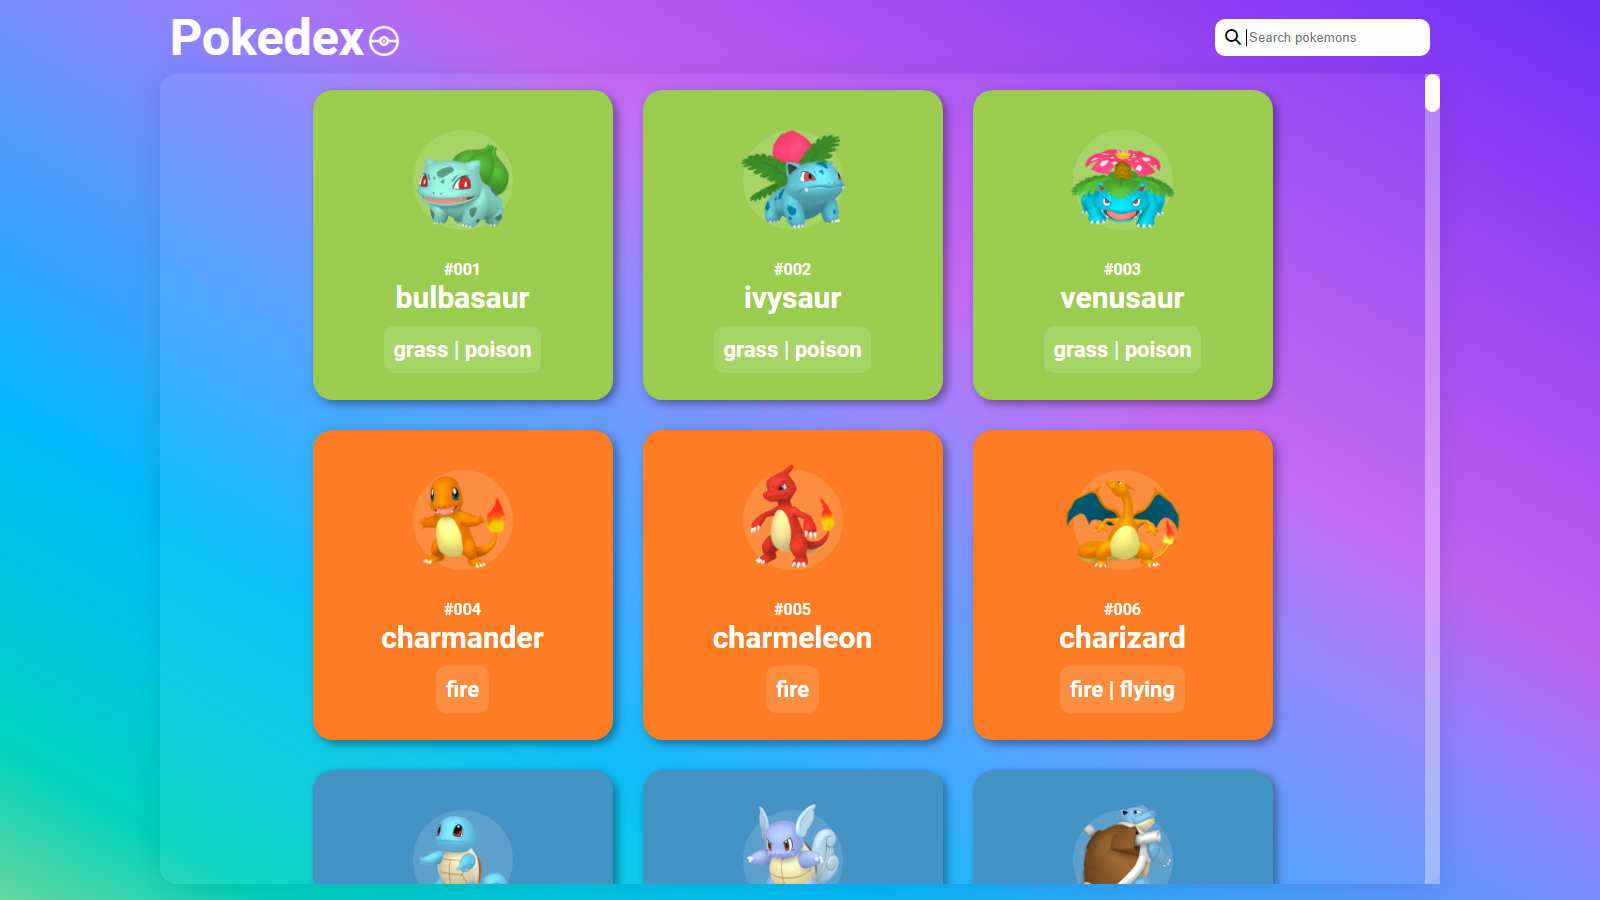 Pokedex
Search pokemons
#001
bulbasaur
grass | poison
#002
ivysaur
grass | poison
#003
venusaur
grass | poison
#004
charmander
fire
#005
charmeleon
fire
#006
charizard
fire | flying